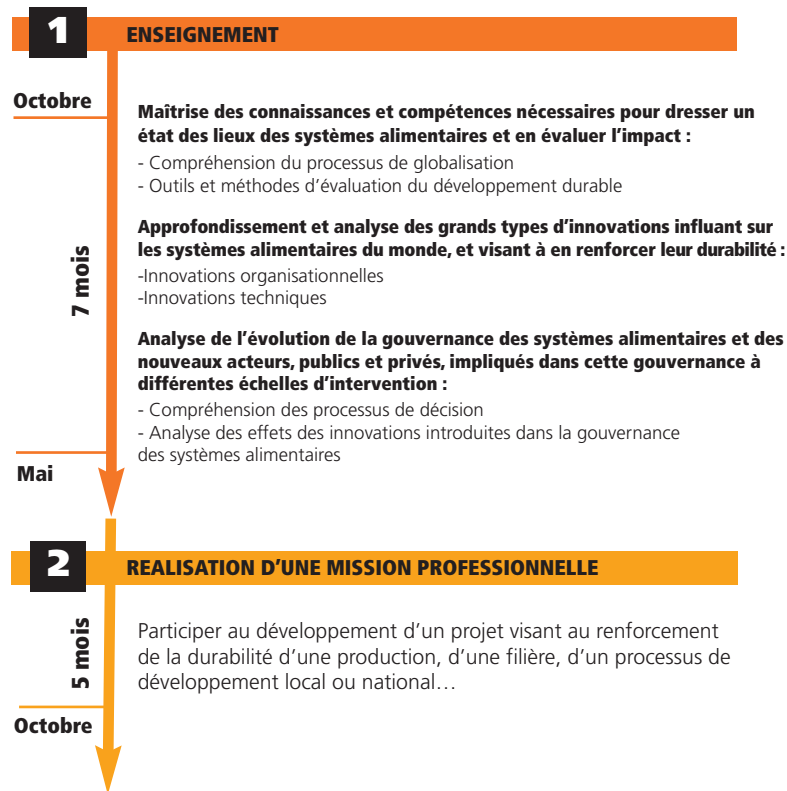 1
ENSEIGNEMENT
Octobre
Maîtrise des connaissances et compétences nécessaires pour dresser un
état des lieux des systèmes alimentaires et en évaluer l'impact :
- Compréhension du processus de globalisation
- Outils et méthodes d'évaluation du développement durable
7 mois
Approfondissement et analyse des grands types d'innovations influant sur
les systèmes alimentaires du monde, et visant à en renforcer leur durabilité :
-Innovations organisationnelles
-Innovations techniques
Analyse de l'évolution de la gouvernance des systèmes alimentaires et des
nouveaux acteurs, publics et privés, impliqués dans cette gouvernance à
différentes échelles d'intervention :
- Compréhension des processus de décision
- Analyse des effets des innovations introduites dans la gouvernance
des systèmes alimentaires
Mai
2
REALISATION D'UNE MISSION PROFESSIONNELLE
5 mois
Participer au développement d'un projet visant au renforcement
de la durabilité d'une production, d'une filière, d'un processus de
développement local ou national…
Octobre